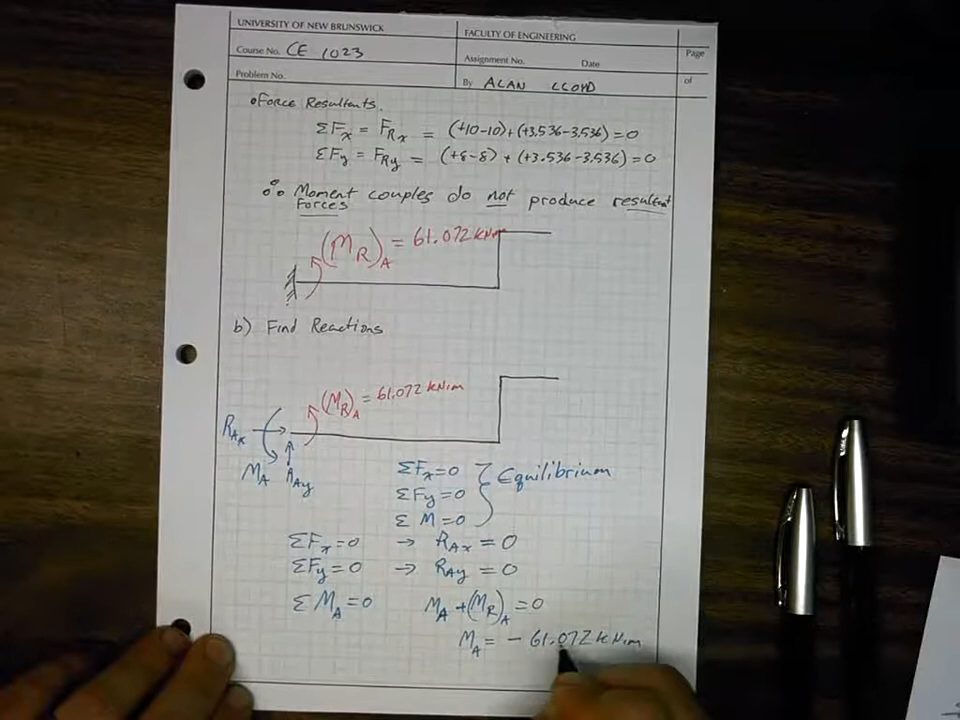 UNIVERSITY OF NEW BRUNSWICK
FACULTY OF ENGINEERING
Page
Course No. CE 1023
Assignment No. Date
Problem No.
By ALAN LLOYD
of
• Force Resultants.
ΣFx = FRx = (+10-10)+(+3.536-3.536)=0
ΣFy = FRy = (+8-8)+(+3.536-3.536)=0
∴ Moment couples do not produce resultant
Forces
(MR)A = 61.072 kNm
b) Find Reactions
(MR)A = 61.072 kN.m
RAx
MA RAy
ΣFx=0
ΣFy=0 } Equilibrium
Σ M=0
ΣFx=0 → RAx = 0
ΣFy=0 → RAy = 0
Σ MA=0 MA+(MR)A=0
MA = - 61.072 kN.m